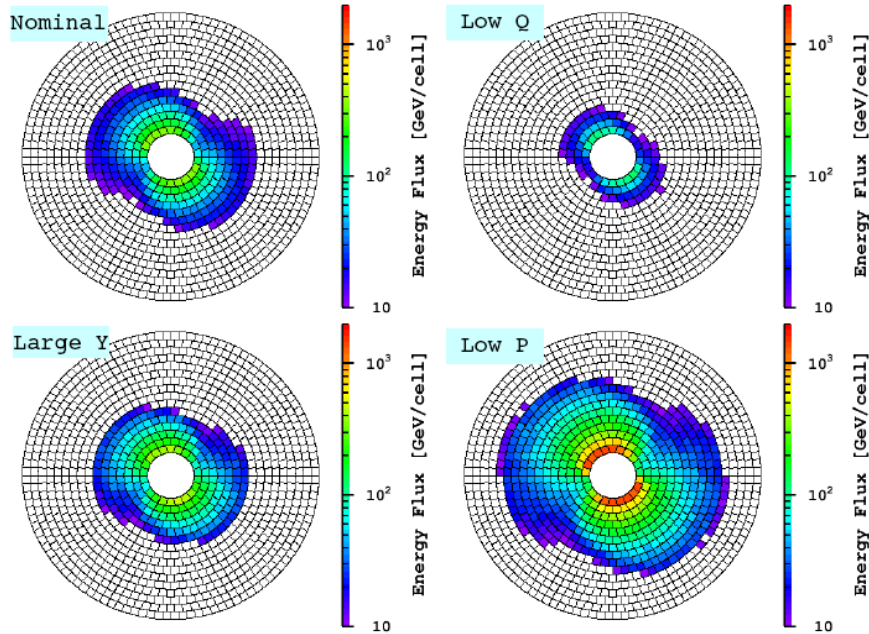 Nominal
10³
10²
10
Energy Flux [GeV/cell]
Low Q
10³
10²
10
Energy Flux [GeV/cell]
Large Y
10³
10²
10
Energy Flux [GeV/cell]
Low P
10³
10²
10
Energy Flux [GeV/cell]